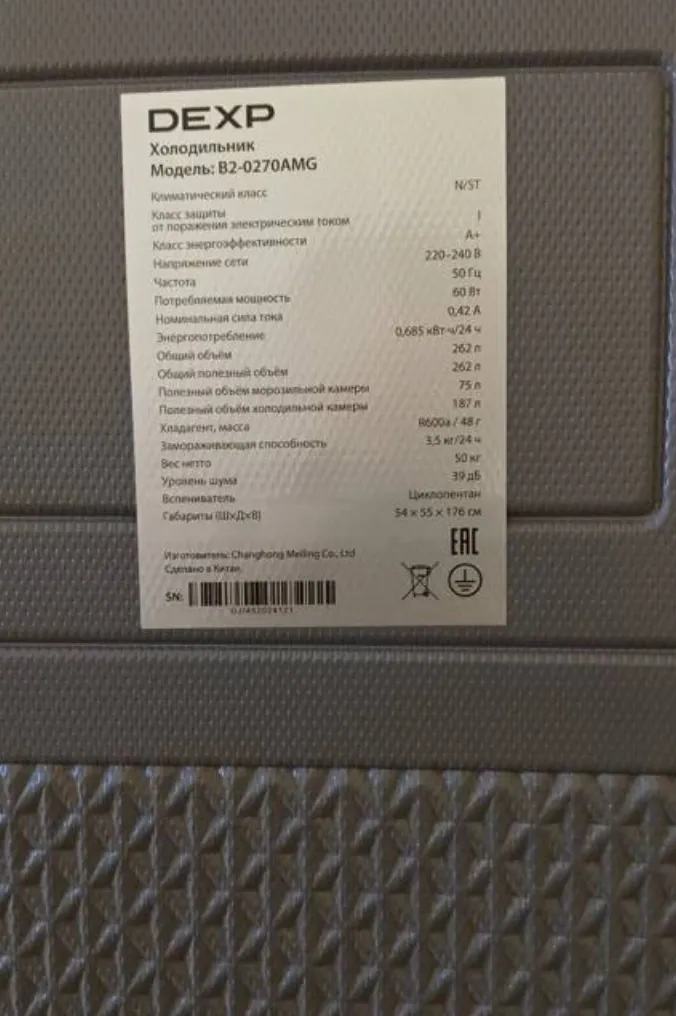 DEXP
Холодильник
Модель: B2-0270AMG
Климатический класс N/ST
Класс защиты
от поражения электрическим током I
Класс энергоэффективности A+
Напряжение сети 220-240 В
Частота 50 Гц
Потребляемая мощность 60 Вт
Номинальная сила тока 0,42 А
Энергопотребление 0,685 кВт·ч/24 ч
Общий объём 262 л
Общий полезный объём 262 л
Полезный объём морозильной камеры 75 л
Полезный объём холодильной камеры 187 л
Хладагент, масса R600a / 48 г
Замораживающая способность 3,5 кг/24 ч
Вес нетто 50 кг
Уровень шума 39 дБ
Вспениватель Циклопентан
Габариты (Ш×Д×В) 54 × 55 × 176 см
EAC
Изготовитель: Changhong Meiling Co., Ltd
Сделано в Китае.
SN: